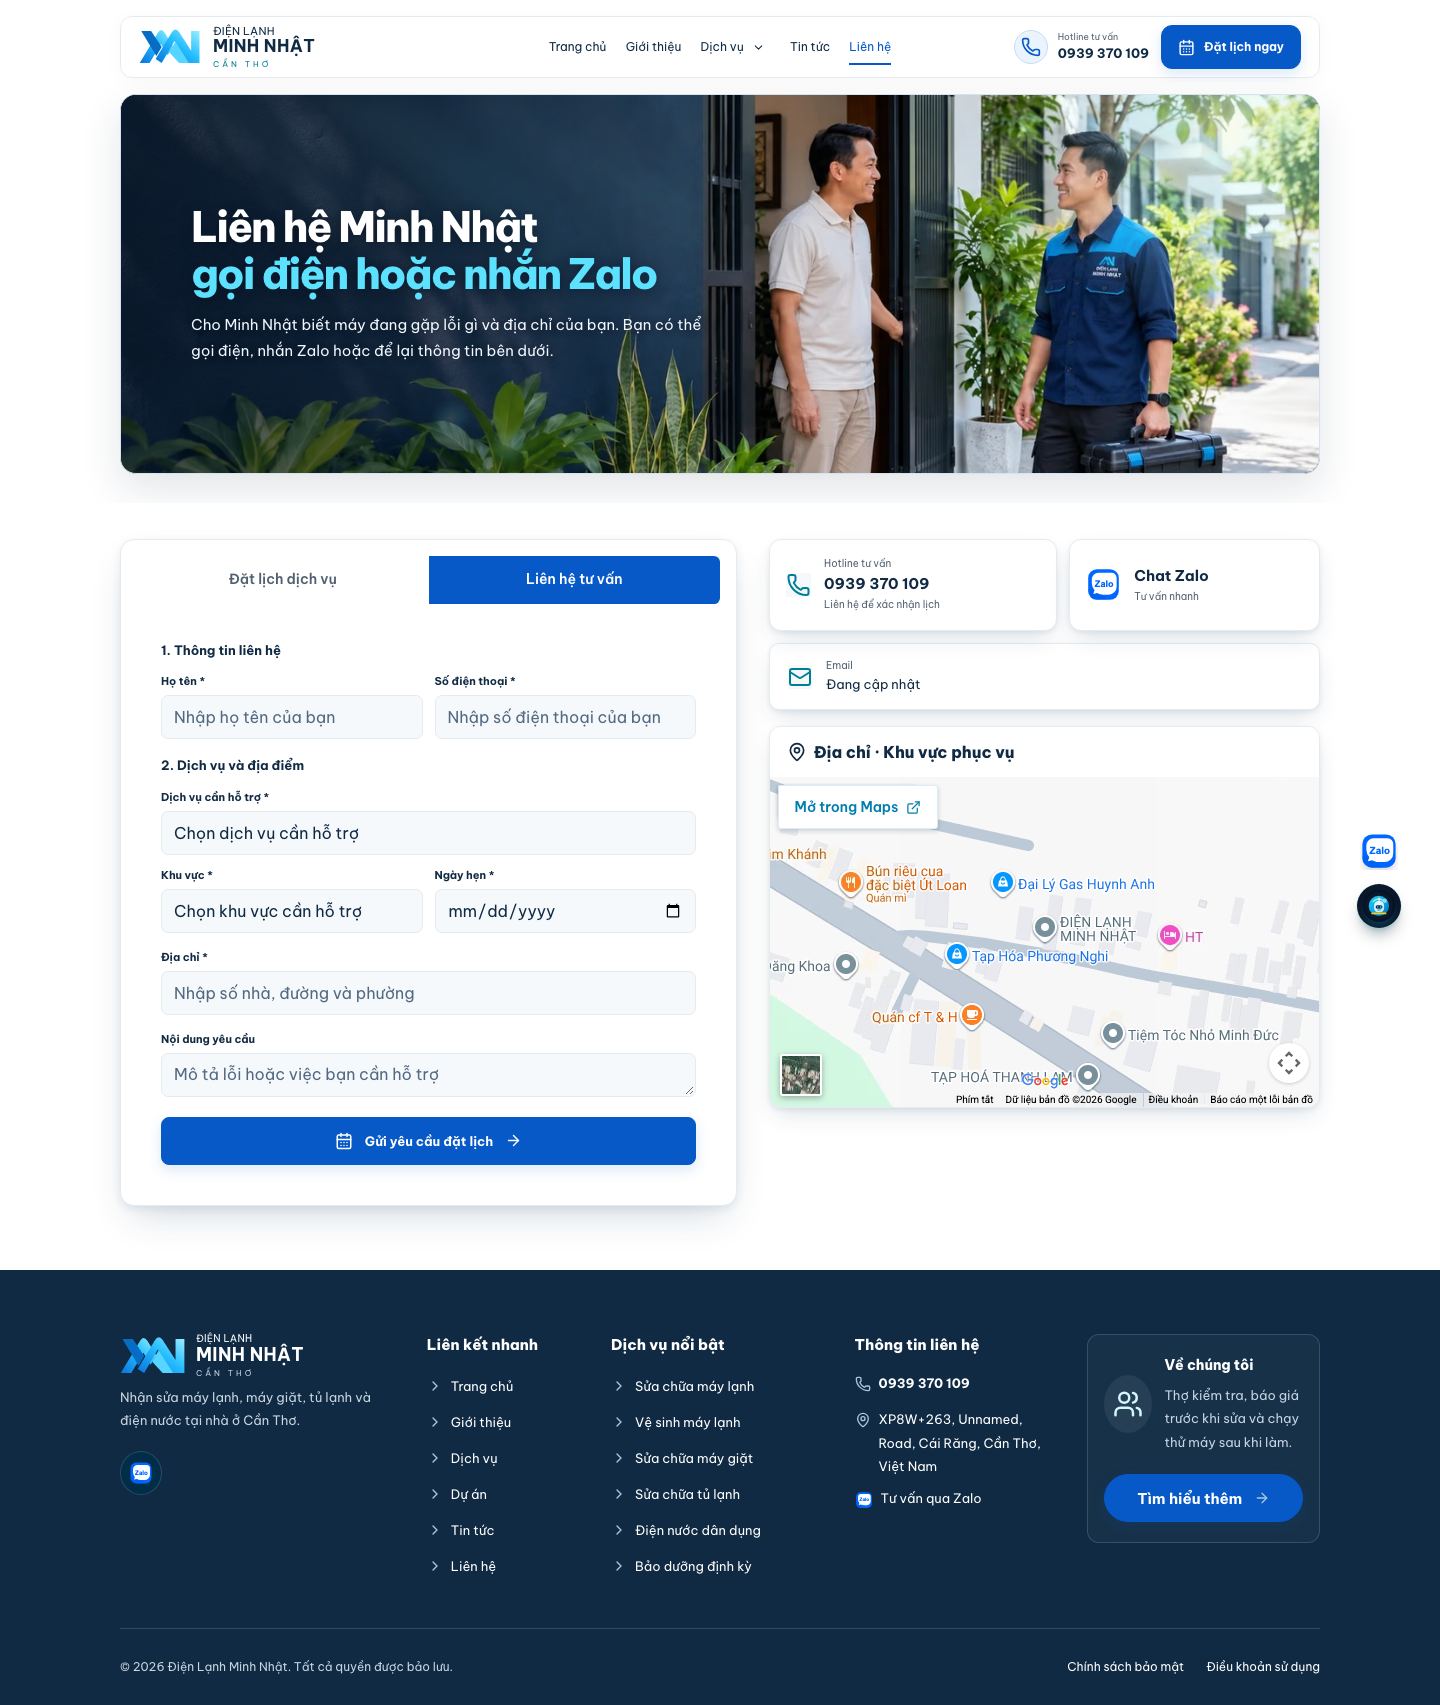 ĐIỆN LẠNH
MINH NHẬT
CẦN THƠ
Trang chủ
Giới thiệu
Dịch vụ
Tin tức
Liên hệ
Hotline tư vấn
0939 370 109
Đặt lịch ngay
Liên hệ Minh Nhật
gọi điện hoặc nhắn Zalo
Cho Minh Nhật biết máy đang gặp lỗi gì và địa chỉ của bạn. Bạn có thể
gọi điện, nhắn Zalo hoặc để lại thông tin bên dưới.
ĐIỆN LẠNH
MINH NHẬT
Đặt lịch dịch vụ
Liên hệ tư vấn
1. Thông tin liên hệ
Họ tên *
Số điện thoại *
Nhập họ tên của bạn
Nhập số điện thoại của bạn
2. Dịch vụ và địa điểm
Dịch vụ cần hỗ trợ *
Chọn dịch vụ cần hỗ trợ
Khu vực *
Ngày hẹn *
Chọn khu vực cần hỗ trợ
mm/dd/yyyy
Địa chỉ *
Nhập số nhà, đường và phường
Nội dung yêu cầu
Mô tả lỗi hoặc việc bạn cần hỗ trợ
Gửi yêu cầu đặt lịch
Hotline tư vấn
0939 370 109
Liên hệ để xác nhận lịch
Zalo
Chat Zalo
Tư vấn nhanh
Email
Đang cập nhật
Địa chỉ · Khu vực phục vụ
Mở trong Maps
im Khánh
Bún riêu cua
đặc biệt Út Loan
Quán mì
Đại Lý Gas Huynh Anh
ĐIỆN LẠNH
MINH NHẬT
HT
Tạp Hóa Phương Nghi
Đăng Khoa
Quán cf T & H
Tiệm Tóc Nhỏ Minh Đức
TẠP HOÁ THANH LAM
Google
Phím tắt
Dữ liệu bản đồ ©2026 Google
Điều khoản
Báo cáo một lỗi bản đồ
Zalo
ĐIỆN LẠNH
MINH NHẬT
CẦN THƠ
Nhận sửa máy lạnh, máy giặt, tủ lạnh và
điện nước tại nhà ở Cần Thơ.
Zalo
Liên kết nhanh
Trang chủ
Giới thiệu
Dịch vụ
Dự án
Tin tức
Liên hệ
Dịch vụ nổi bật
Sửa chữa máy lạnh
Vệ sinh máy lạnh
Sửa chữa máy giặt
Sửa chữa tủ lạnh
Điện nước dân dụng
Bảo dưỡng định kỳ
Thông tin liên hệ
0939 370 109
XP8W+263, Unnamed,
Road, Cái Răng, Cần Thơ,
Việt Nam
Zalo
Tư vấn qua Zalo
Về chúng tôi
Thợ kiểm tra, báo giá
trước khi sửa và chạy
thử máy sau khi làm.
Tìm hiểu thêm
© 2026 Điện Lạnh Minh Nhật. Tất cả quyền được bảo lưu.
Chính sách bảo mật
Điều khoản sử dụng